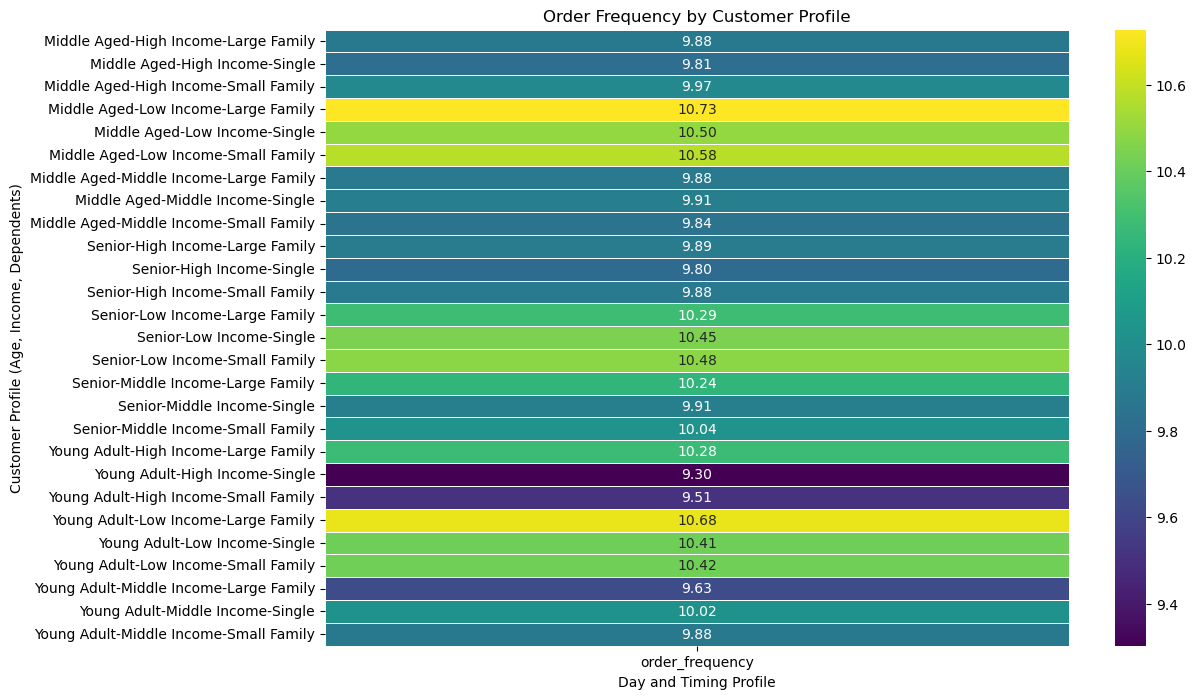 Order Frequency by Customer Profile
Customer Profile (Age, Income, Dependents)
Middle Aged-High Income-Large Family 9.88
Middle Aged-High Income-Single 9.81
Middle Aged-High Income-Small Family 9.97
Middle Aged-Low Income-Large Family 10.73
Middle Aged-Low Income-Single 10.50
Middle Aged-Low Income-Small Family 10.58
Middle Aged-Middle Income-Large Family 9.88
Middle Aged-Middle Income-Single 9.91
Middle Aged-Middle Income-Small Family 9.84
Senior-High Income-Large Family 9.89
Senior-High Income-Single 9.80
Senior-High Income-Small Family 9.88
Senior-Low Income-Large Family 10.29
Senior-Low Income-Single 10.45
Senior-Low Income-Small Family 10.48
Senior-Middle Income-Large Family 10.24
Senior-Middle Income-Single 9.91
Senior-Middle Income-Small Family 10.04
Young Adult-High Income-Large Family 10.28
Young Adult-High Income-Single 9.30
Young Adult-High Income-Small Family 9.51
Young Adult-Low Income-Large Family 10.68
Young Adult-Low Income-Single 10.41
Young Adult-Low Income-Small Family 10.42
Young Adult-Middle Income-Large Family 9.63
Young Adult-Middle Income-Single 10.02
Young Adult-Middle Income-Small Family 9.88
order_frequency
Day and Timing Profile
10.6
10.4
10.2
10.0
9.8
9.6
9.4